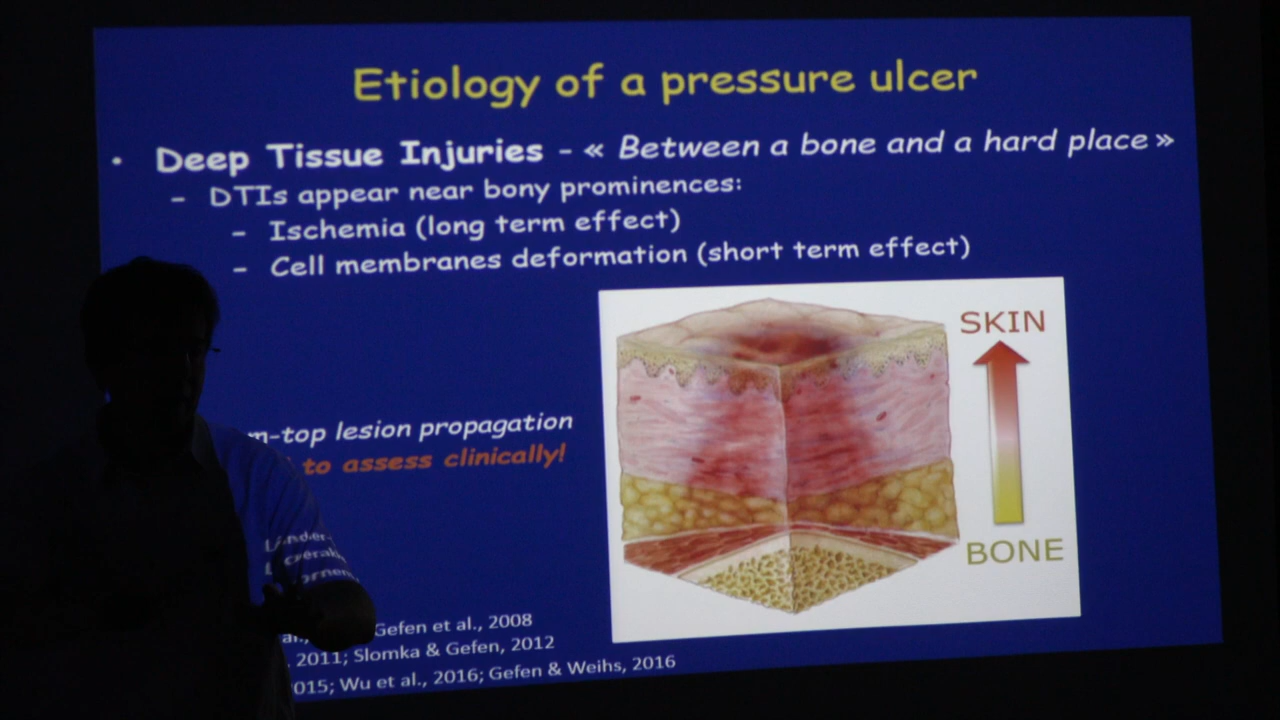 Etiology of a pressure ulcer
• Deep Tissue Injuries - « Between a bone and a hard place »
– DTIs appear near bony prominences:
– Ischemia (long term effect)
– Cell membranes deformation (short term effect)
SKIN
m-top lesion propagation
to assess clinically!
BONE
Gefen et al., 2008
, 2011; Slomka & Gefen, 2012
015; Wu et al., 2016; Gefen & Weihs, 2016